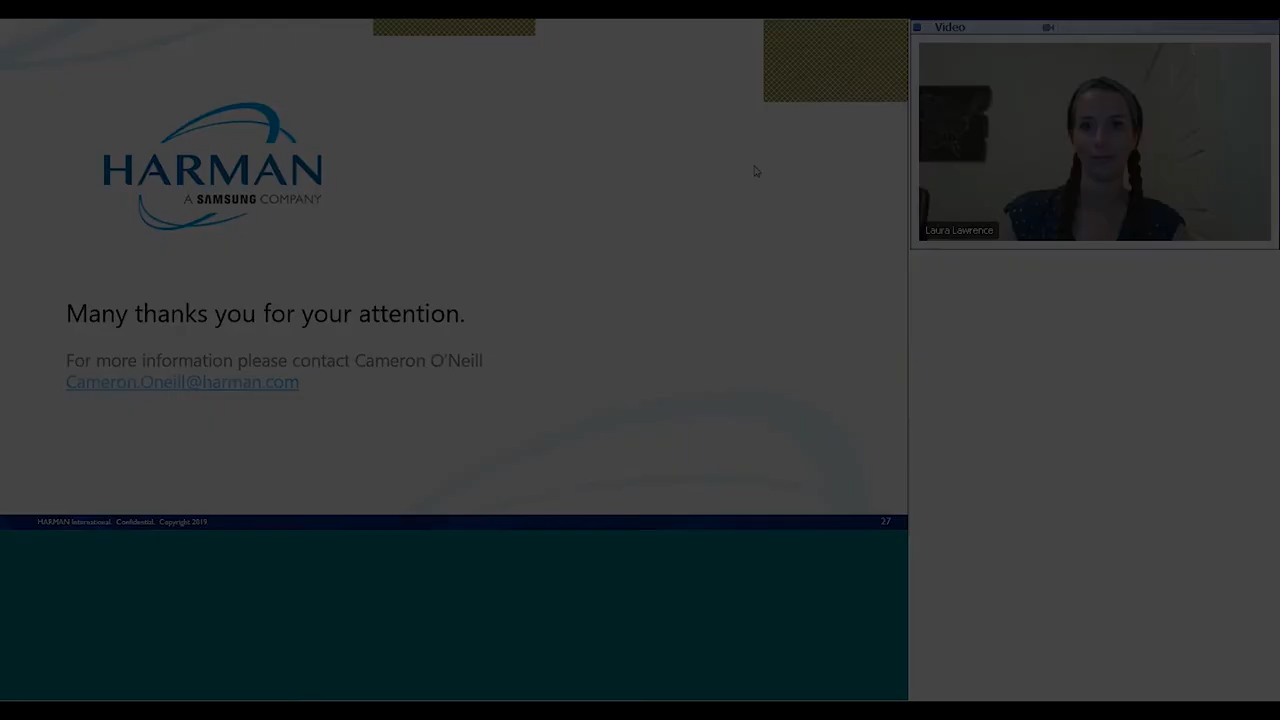 Video
HARMAN
A SAMSUNG COMPANY
Laura Lawrence
Many thanks you for your attention.
For more information please contact Cameron O'Neill
Cameron.Oneill@harman.com
HARMAN International. Confidential. Copyright 2019
27